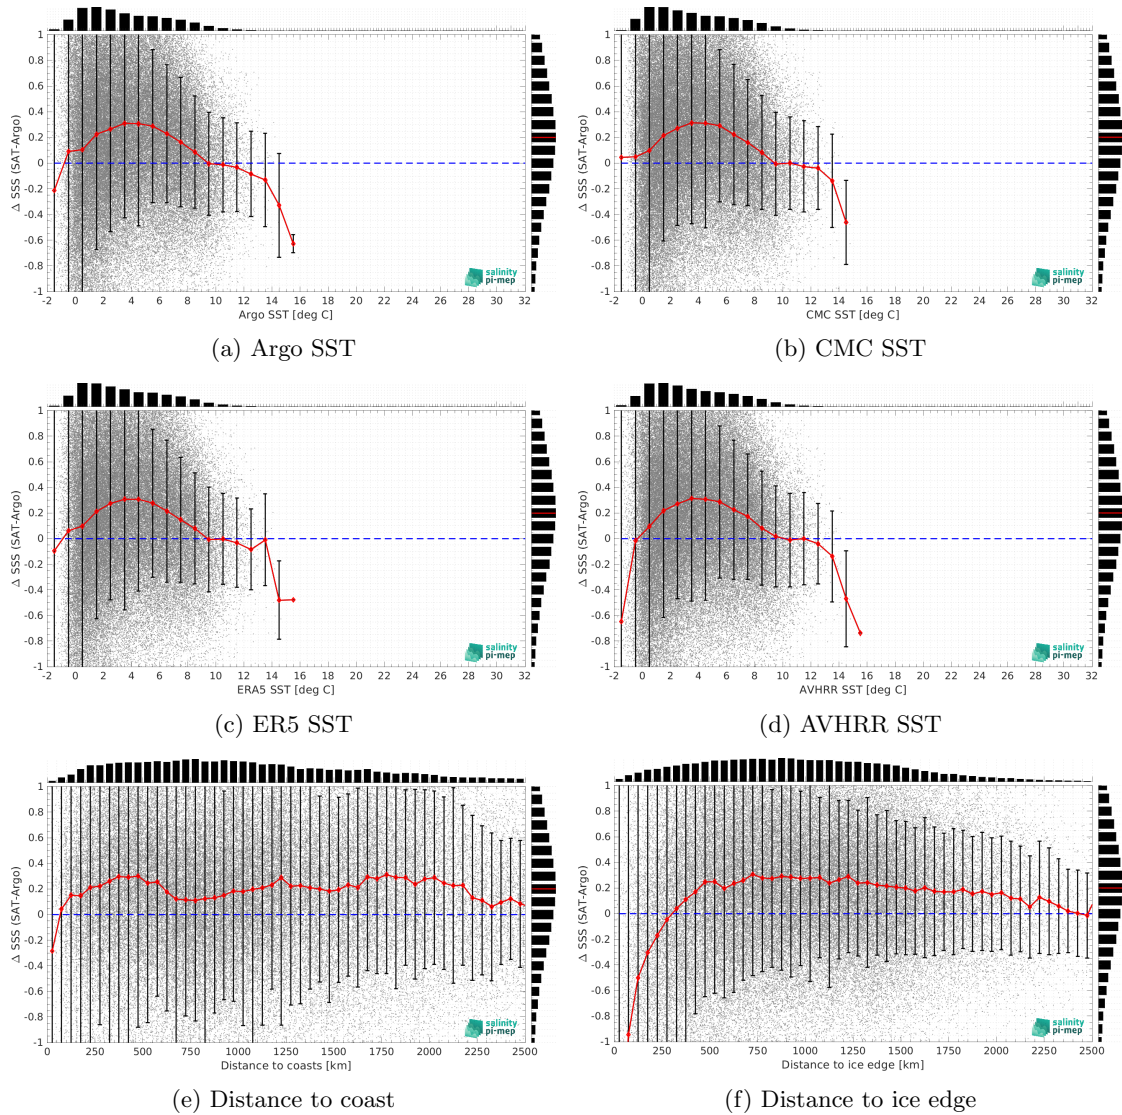 1
0.8
0.6
0.4
0.2
0
-0.2
-0.4
-0.6
-0.8
-1
Δ SSS (SAT-Argo)
salinity
pi-mep
-2 0 2 4 6 8 10 12 14 16 18 20 22 24 26 28 30 32
Argo SST [deg C]
(a) Argo SST
1
0.8
0.6
0.4
0.2
0
-0.2
-0.4
-0.6
-0.8
-1
Δ SSS (SAT-Argo)
salinity
pi-mep
-2 0 2 4 6 8 10 12 14 16 18 20 22 24 26 28 30 32
CMC SST [deg C]
(b) CMC SST
1
0.8
0.6
0.4
0.2
0
-0.2
-0.4
-0.6
-0.8
-1
Δ SSS (SAT-Argo)
salinity
pi-mep
-2 0 2 4 6 8 10 12 14 16 18 20 22 24 26 28 30 32
ERA5 SST [deg C]
(c) ER5 SST
1
0.8
0.6
0.4
0.2
0
-0.2
-0.4
-0.6
-0.8
-1
Δ SSS (SAT-Argo)
salinity
pi-mep
-2 0 2 4 6 8 10 12 14 16 18 20 22 24 26 28 30 32
AVHRR SST [deg C]
(d) AVHRR SST
1
0.8
0.6
0.4
0.2
0
-0.2
-0.4
-0.6
-0.8
-1
Δ SSS (SAT-Argo)
salinity
pi-mep
0 250 500 750 1000 1250 1500 1750 2000 2250 2500
Distance to coasts [km]
(e) Distance to coast
1
0.8
0.6
0.4
0.2
0
-0.2
-0.4
-0.6
-0.8
-1
Δ SSS (SAT-Argo)
salinity
pi-mep
0 250 500 750 1000 1250 1500 1750 2000 2250 2500
Distance to ice edge [km]
(f) Distance to ice edge